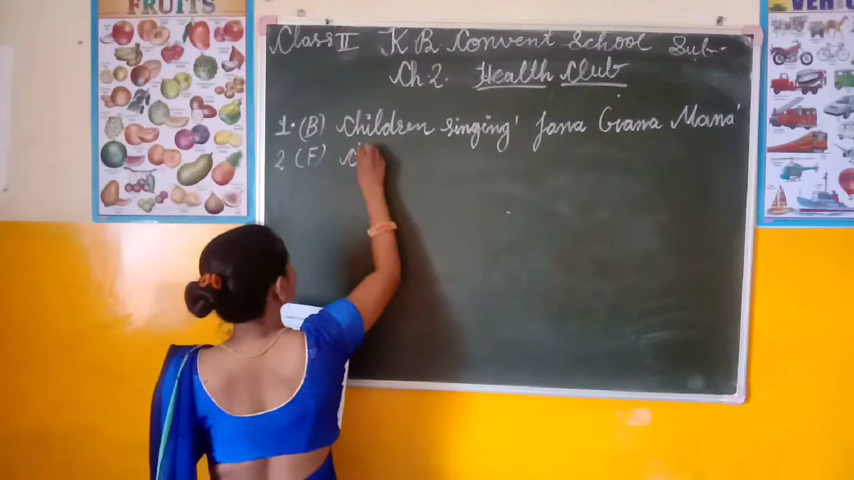 FRUITS
Class II K.B. Convent School Sub-
Ch. 2. Health Club
1. (B) Children singing 'Jana Gana Mana'
2 (F)